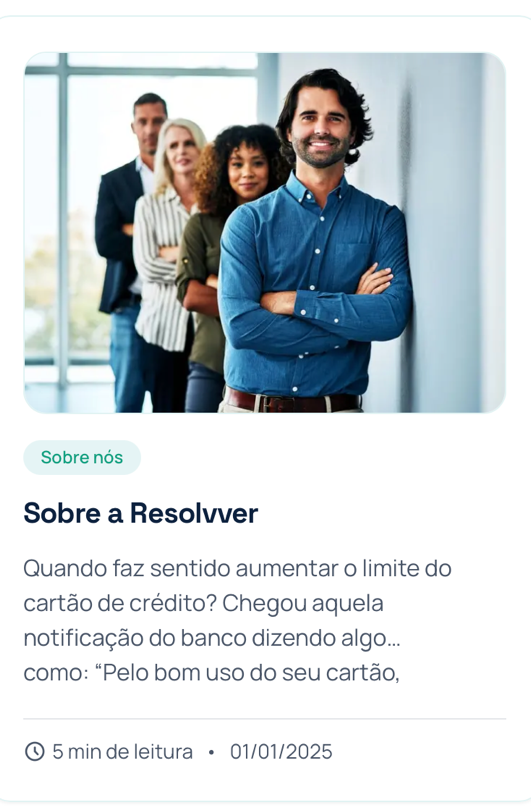 Sobre nós
Sobre a Resolvver
Quando faz sentido aumentar o limite do
cartão de crédito? Chegou aquela
notificação do banco dizendo algo...
como: “Pelo bom uso do seu cartão,
5 min de leitura • 01/01/2025